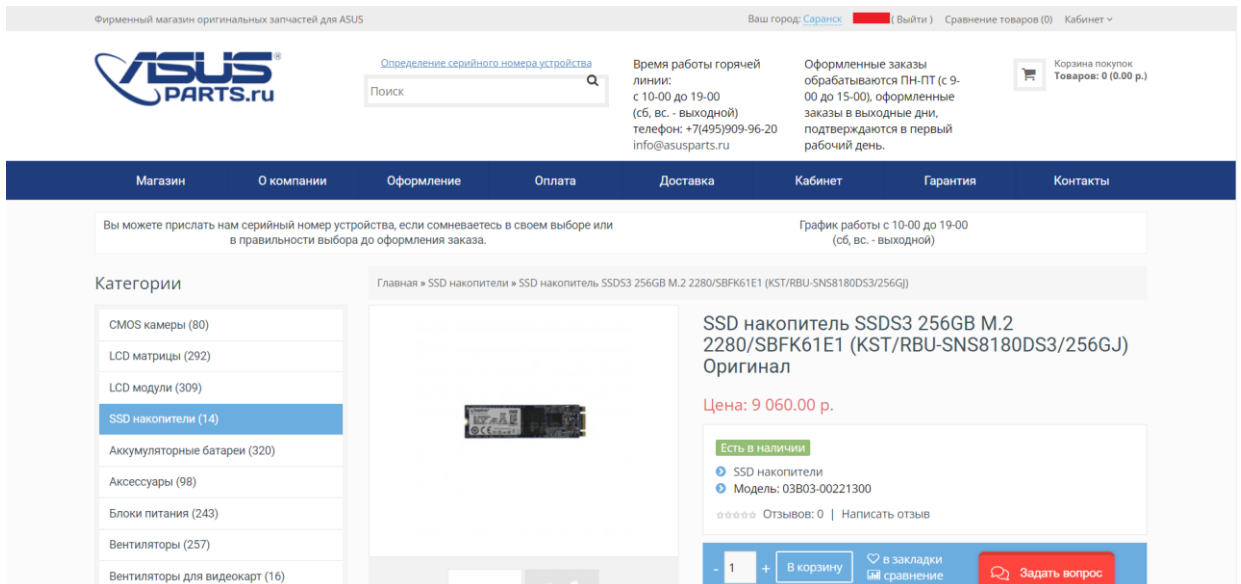 Фирменный магазин оригинальных запчастей для ASUS
Ваш город: Саранск ( Выйти ) Сравнение товаров (0) Кабинет
ASUS®
PARTS.ru
Определение серийного номера устройства
Поиск
Время работы горячей
линии:
с 10-00 до 19-00
(сб, вс. - выходной)
телефон: +7(495)909-96-20
info@asusparts.ru
Оформленные заказы
обрабатываются ПН-ПТ (с 9-
00 до 15-00), оформленные
заказы в выходные дни,
подтверждаются в первый
рабочий день.
Корзина покупок
Товаров: 0 (0.00 р.)
Магазин О компании Оформление Оплата Доставка Кабинет Гарантия Контакты
Вы можете прислать нам серийный номер устройства, если сомневаетесь в своем выборе или
в правильности выбора до оформления заказа.
График работы с 10-00 до 19-00
(сб, вс. - выходной)
Категории
CMOS камеры (80)
LCD матрицы (292)
LCD модули (309)
SSD накопители (14)
Аккумуляторные батареи (320)
Аксессуары (98)
Блоки питания (243)
Вентиляторы (257)
Вентиляторы для видеокарт (16)
Главная » SSD накопители » SSD накопитель SSDS3 256GB M.2 2280/SBFK61E1 (KST/RBU-SNS8180DS3/256GJ)
SSD накопитель SSDS3 256GB M.2
2280/SBFK61E1 (KST/RBU-SNS8180DS3/256GJ)
Оригинал
Цена: 9 060.00 р.
Есть в наличии
SSD накопители
Модель: 03B03-00221300
Отзывов: 0 | Написать отзыв
- 1 + В корзину
в закладки
сравнение
Задать вопрос